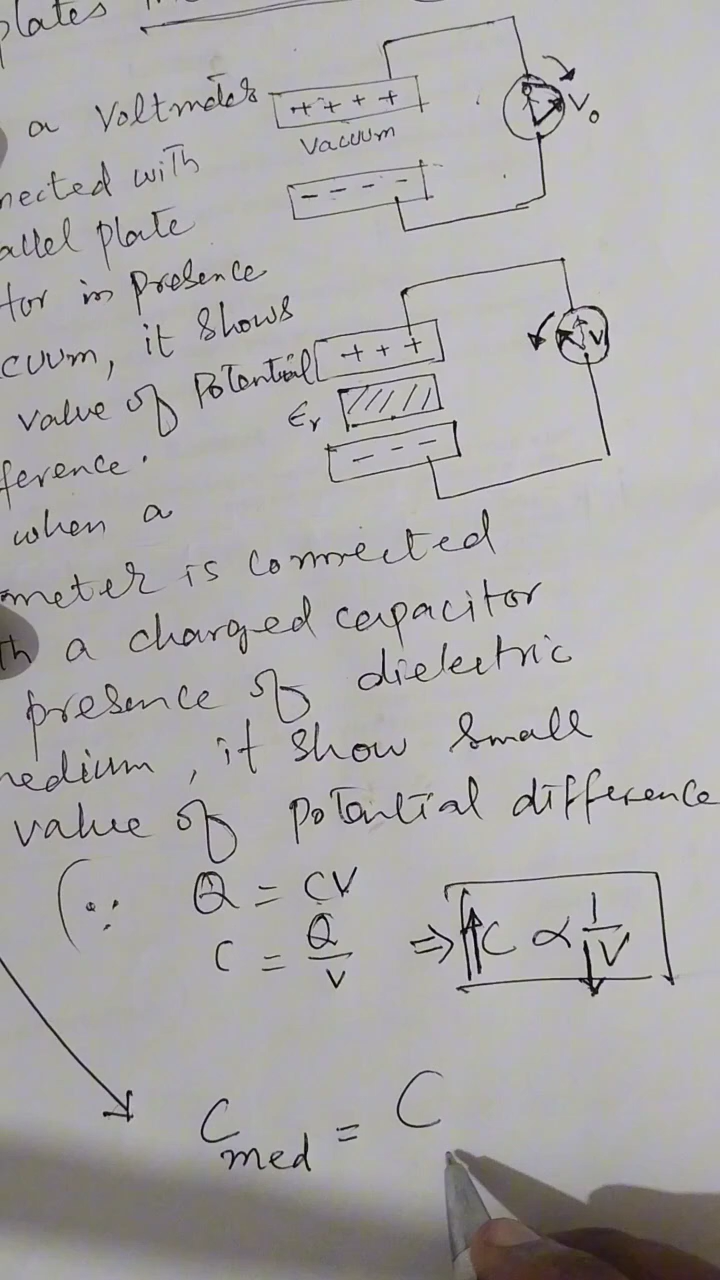 plates
a Voltmeter
nected with
allel plate
tor in presence
cuum, it shows
value of Potential
ference.
when a
meter is connected
th a charged capacitor
presence of dielectric
medium, it show small
value of potential difference
(∵ Q = CV
C = Q/V ⇒ ↑C ∝ 1/V↓
C med = C
+ + + +
Vacuum
- - - -
V₀
+ + +
εr
- - -
V